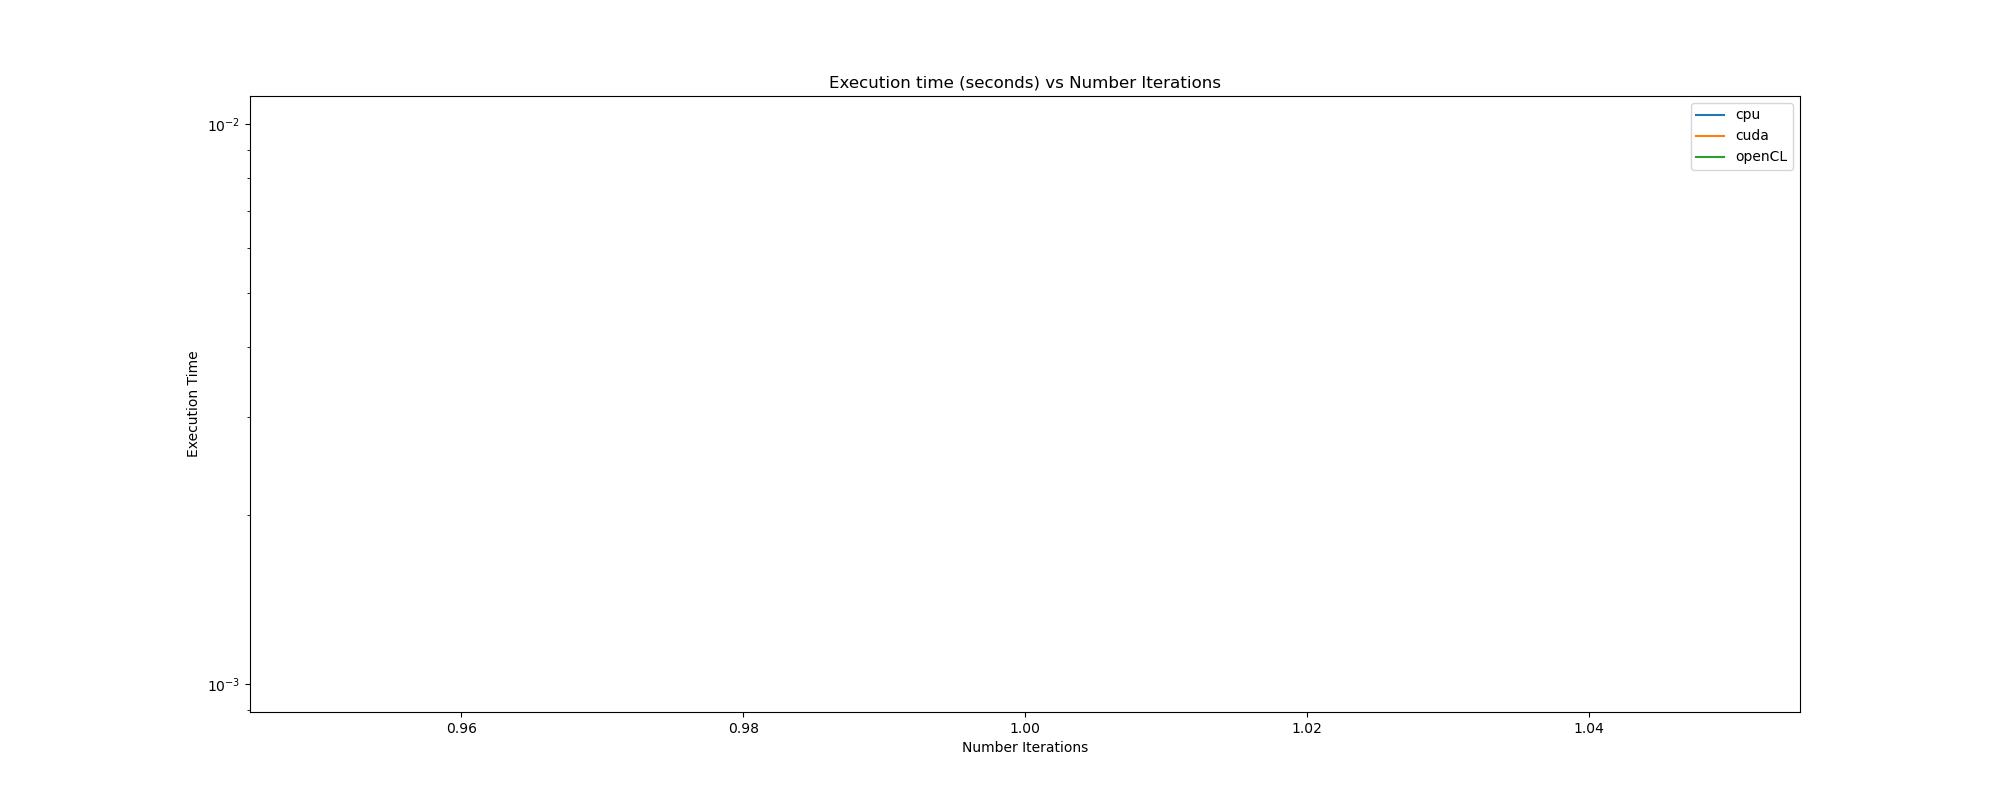 Execution time (seconds) vs Number Iterations
10⁻²
cpu
cuda
openCL
Execution Time
10⁻³
0.96 0.98 1.00 1.02 1.04
Number Iterations